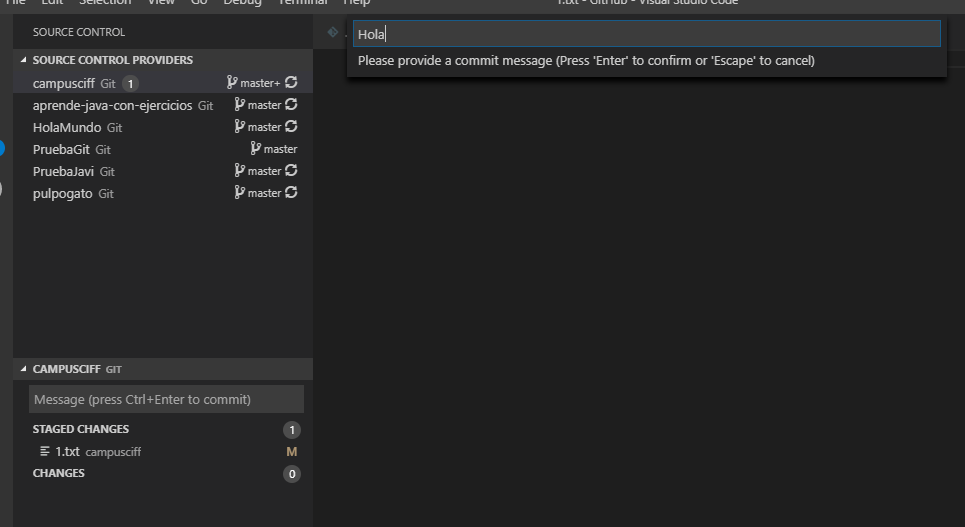 File Edit Selection View Go Debug Terminal Help 1.txt - GitHub - Visual Studio Code
SOURCE CONTROL
Hola
Please provide a commit message (Press 'Enter' to confirm or 'Escape' to cancel)
SOURCE CONTROL PROVIDERS
campusciff Git 1 master+
aprende-java-con-ejercicios Git master
HolaMundo Git master
PruebaGit Git master
PruebaJavi Git master
pulpogato Git master
CAMPUSCIFF GIT
Message (press Ctrl+Enter to commit)
STAGED CHANGES 1
1.txt campusciff M
CHANGES 0